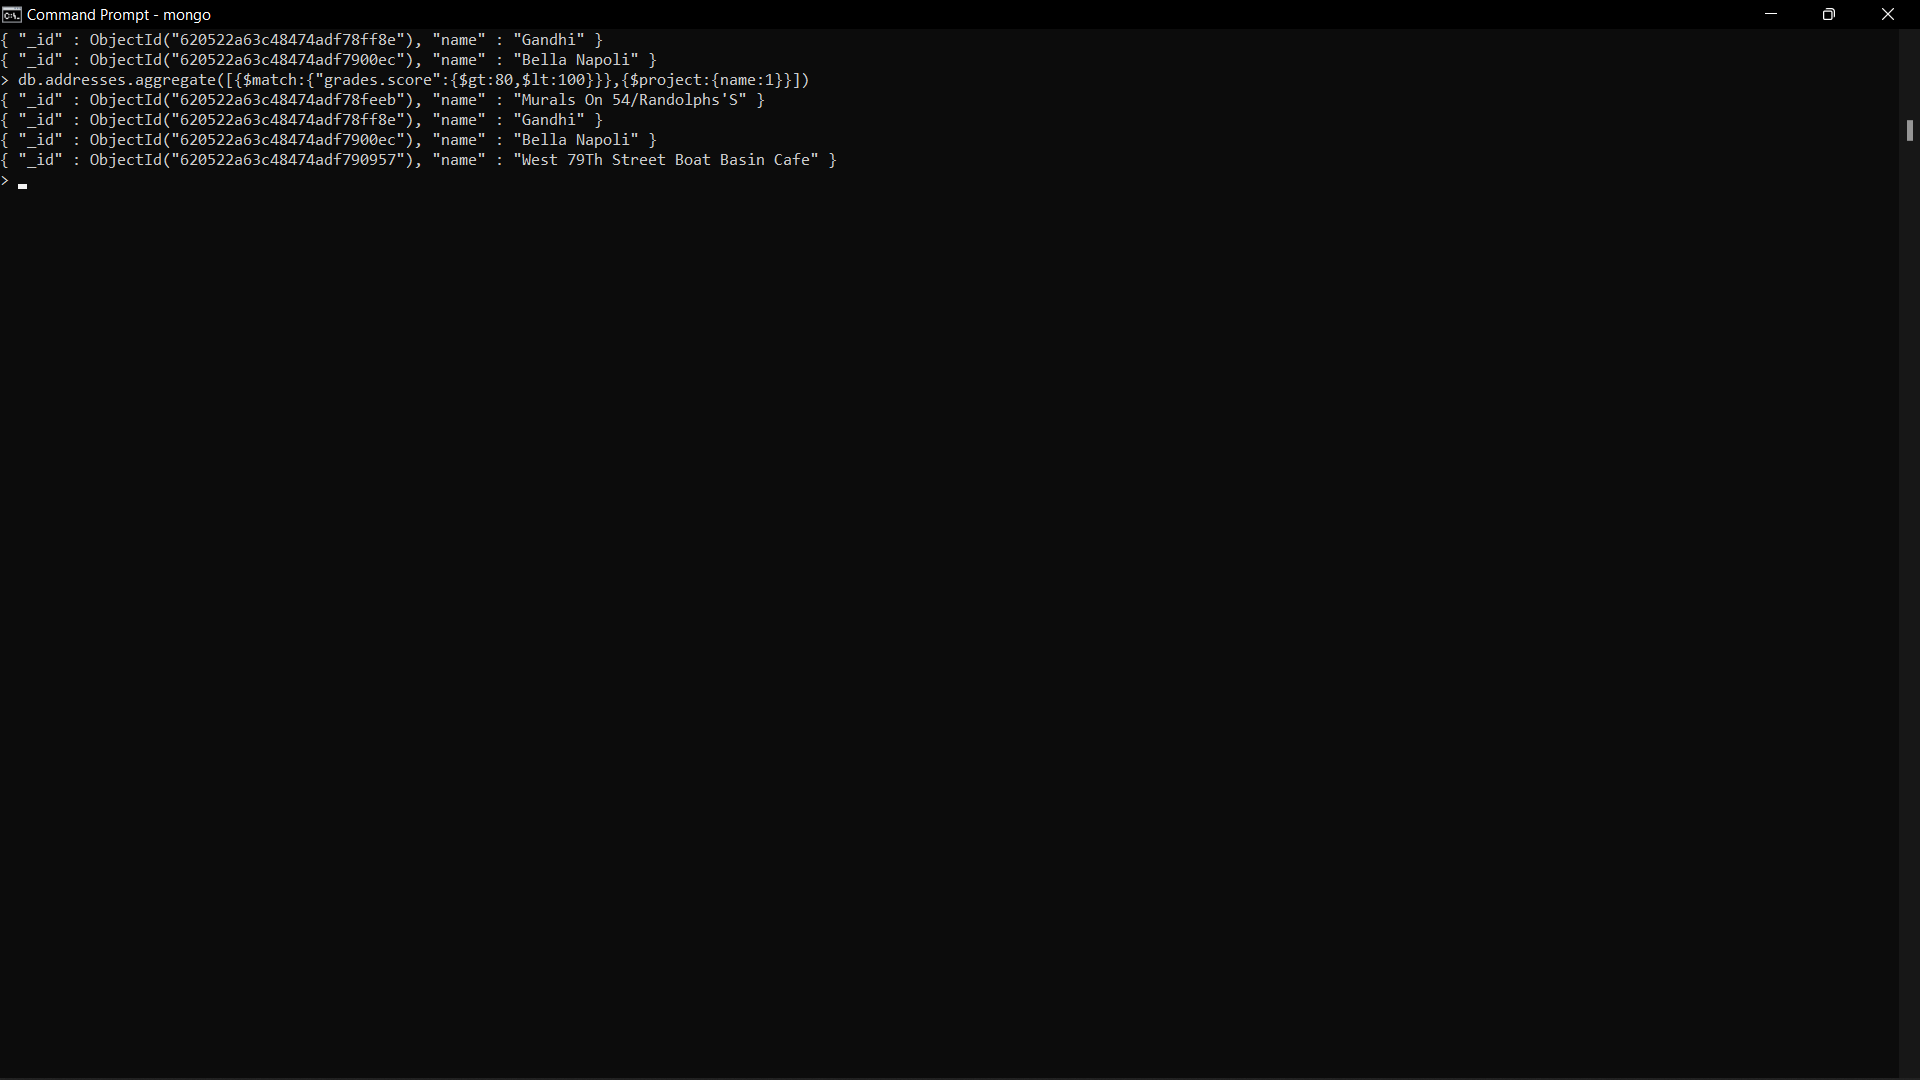 Command Prompt - mongo
{ "_id" : ObjectId("620522a63c48474adf78ff8e"), "name" : "Gandhi" }
{ "_id" : ObjectId("620522a63c48474adf7900ec"), "name" : "Bella Napoli" }
> db.addresses.aggregate([{$match:{"grades.score":{$gt:80,$lt:100}}},{$project:{name:1}}])
{ "_id" : ObjectId("620522a63c48474adf78feeb"), "name" : "Murals On 54/Randolphs'S" }
{ "_id" : ObjectId("620522a63c48474adf78ff8e"), "name" : "Gandhi" }
{ "_id" : ObjectId("620522a63c48474adf7900ec"), "name" : "Bella Napoli" }
{ "_id" : ObjectId("620522a63c48474adf790957"), "name" : "West 79Th Street Boat Basin Cafe" }
>